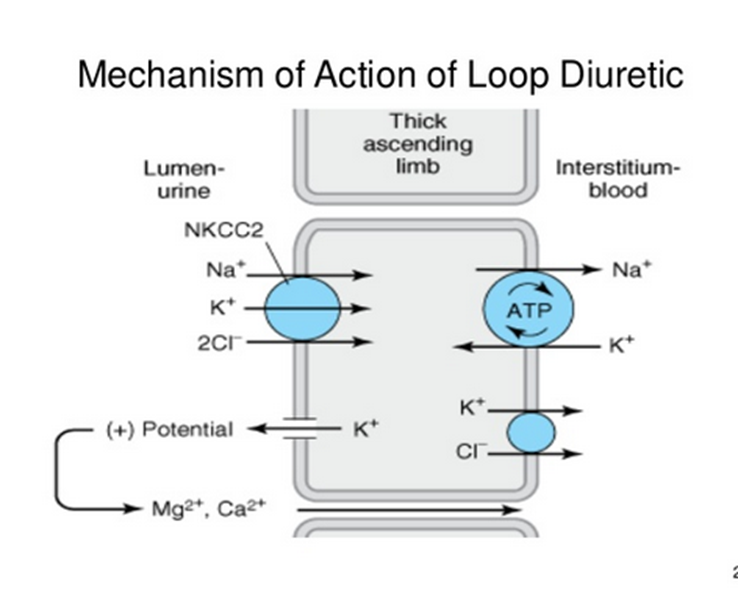 Mechanism of Action of Loop Diuretic
Thick
ascending
limb
Lumen-
urine
Interstitium-
blood
NKCC2
Na⁺
K⁺
2Cl⁻
Na⁺
ATP
K⁺
K⁺
Cl⁻
(+) Potential
K⁺
Mg²⁺, Ca²⁺